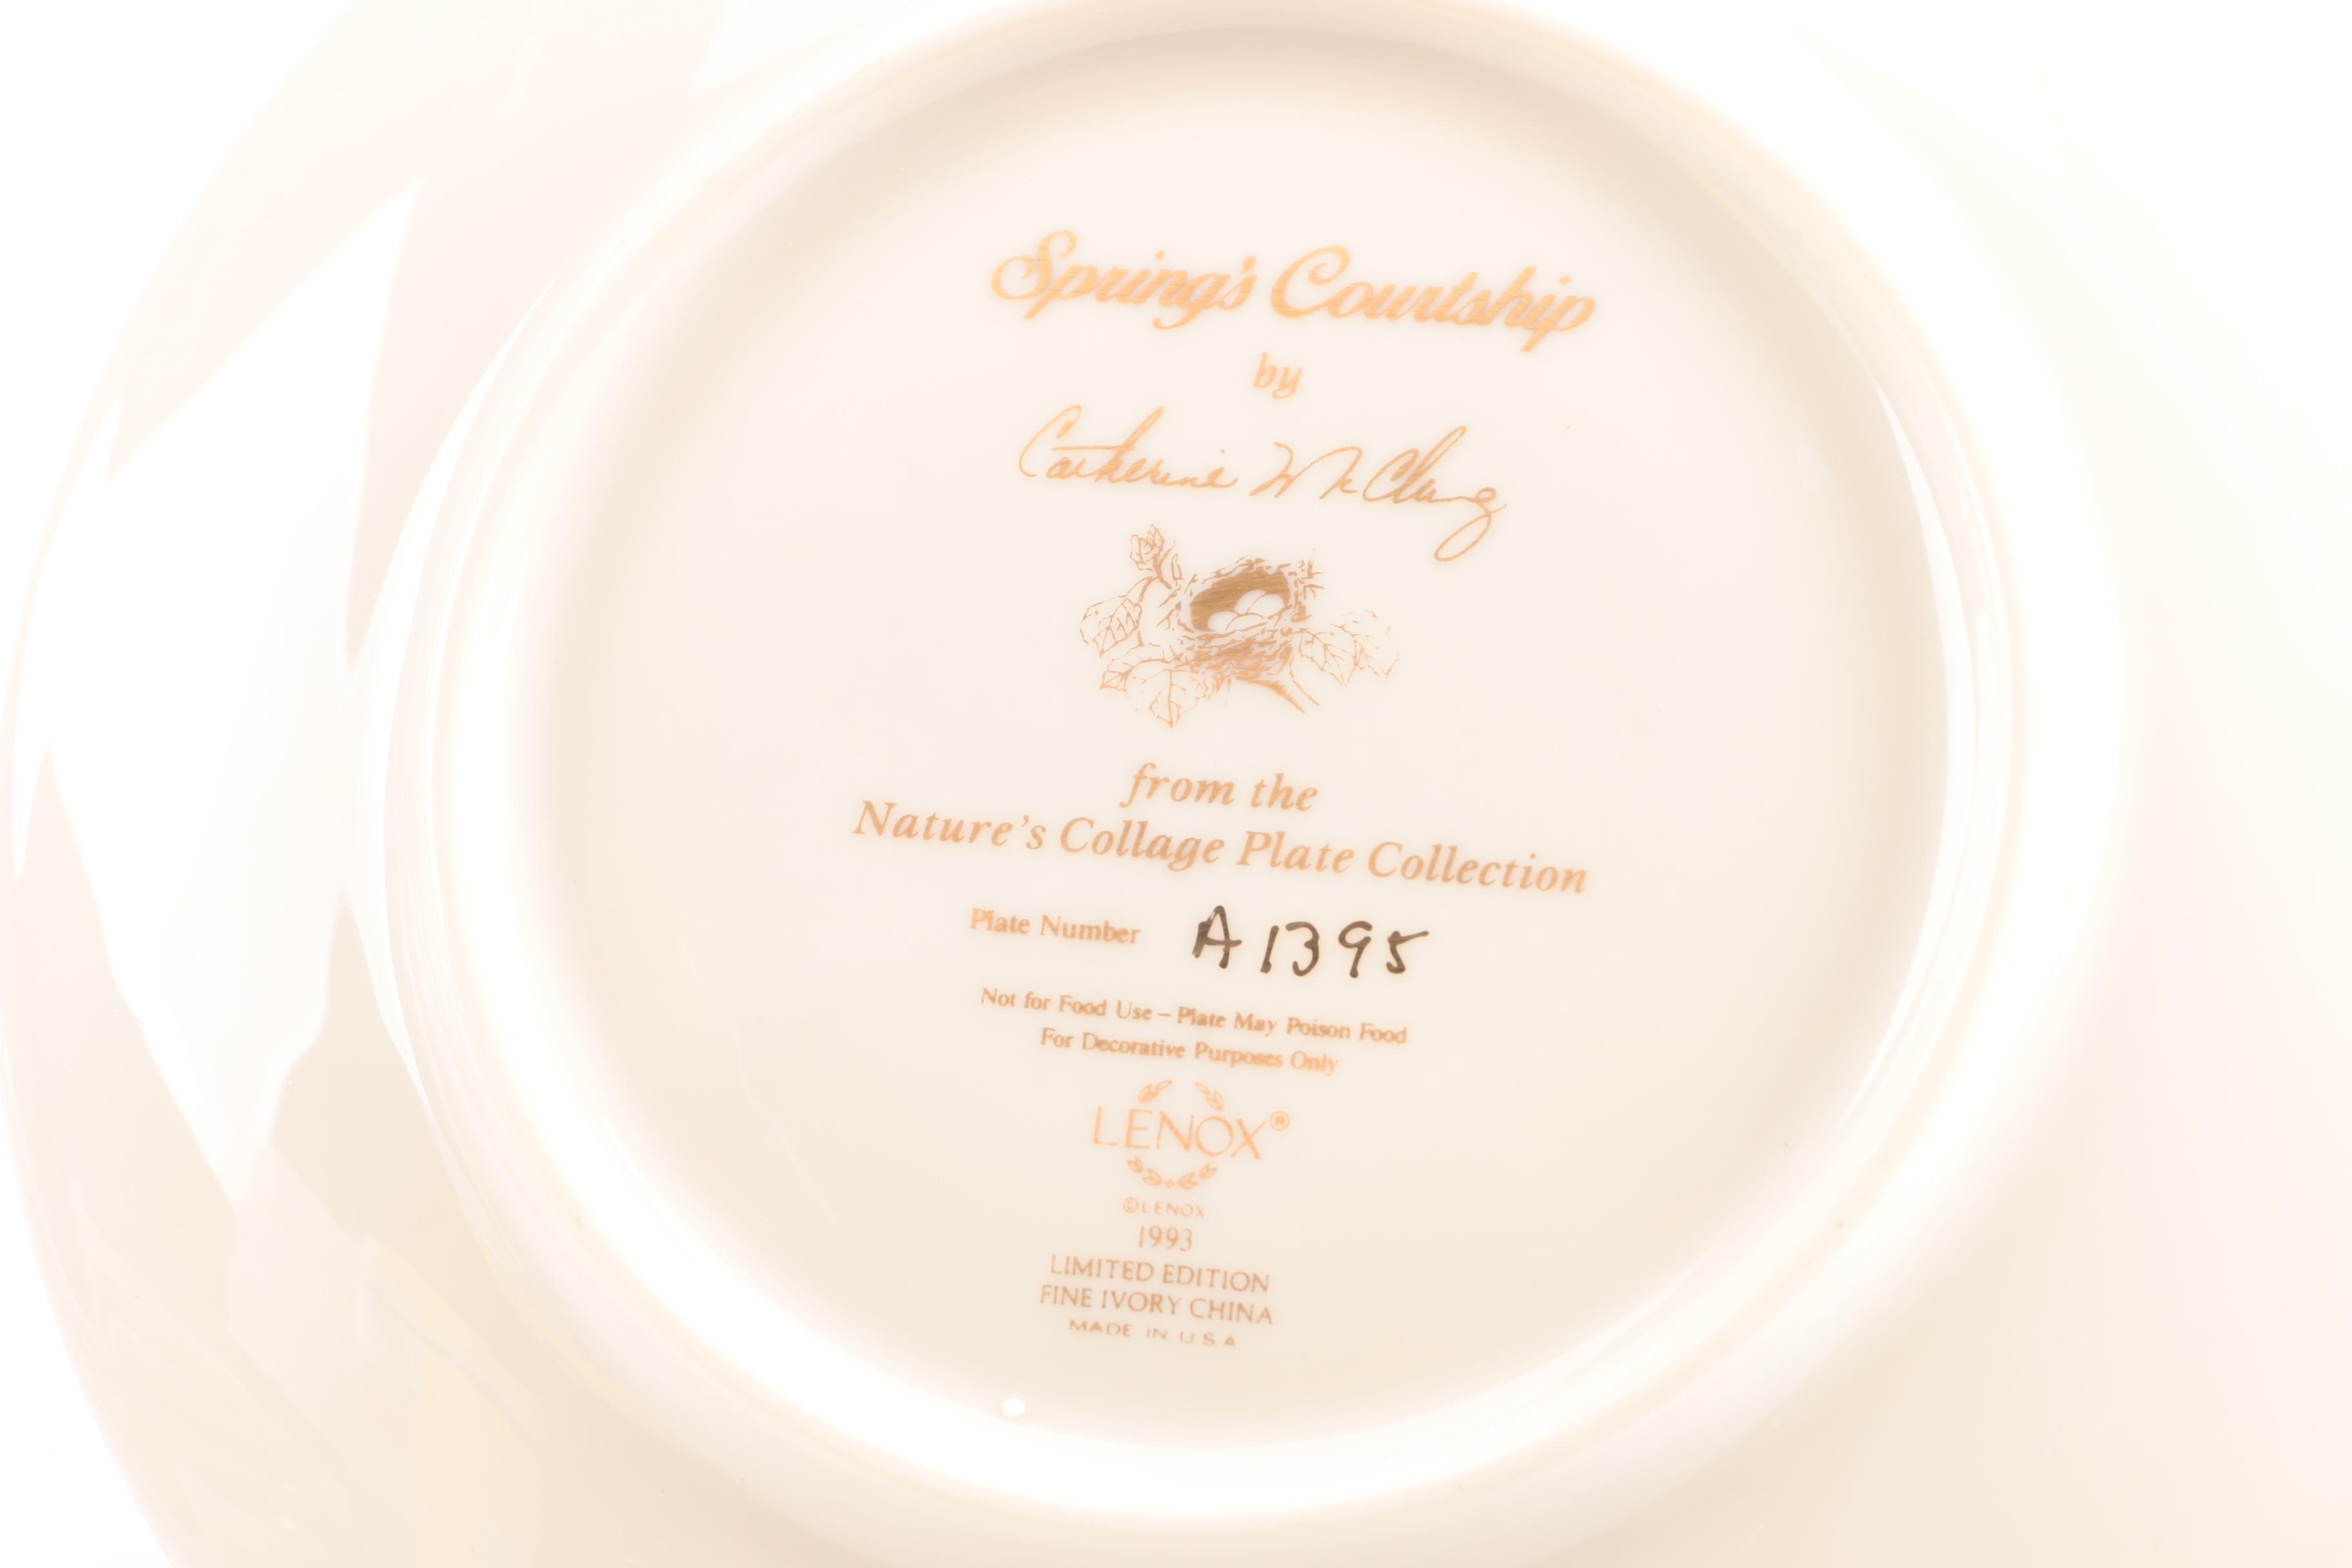 Spring's Courtship
by
Catherine McClung
from the
Nature's Collage Plate Collection
Plate Number A1395
Not for Food Use – Plate May Poison Food
For Decorative Purposes Only
LENOX®
©LENOX
1993
LIMITED EDITION
FINE IVORY CHINA
MADE IN U.S.A